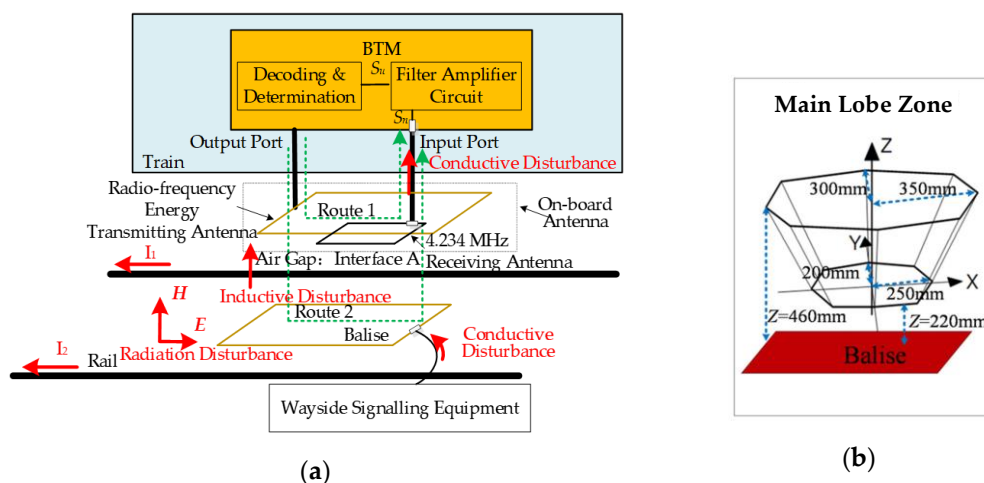 BTM
Decoding &
Determination
Su
Filter Amplifier
Circuit
Sn
Output Port
Input Port
Train
Conductive Disturbance
Radio-frequency
Energy
Transmitting Antenna
Route 1
On-board
Antenna
4.234 MHz
I1
Air Gap: Interface A
Receiving Antenna
Inductive Disturbance
H
E
Route 2
Balise
Radiation Disturbance
Conductive
Disturbance
I2
Rail
Wayside Signalling Equipment
(a)
Main Lobe Zone
Z
300mm
350mm
Y
200mm
X
250mm
Z=460mm
Z=220mm
Balise
(b)